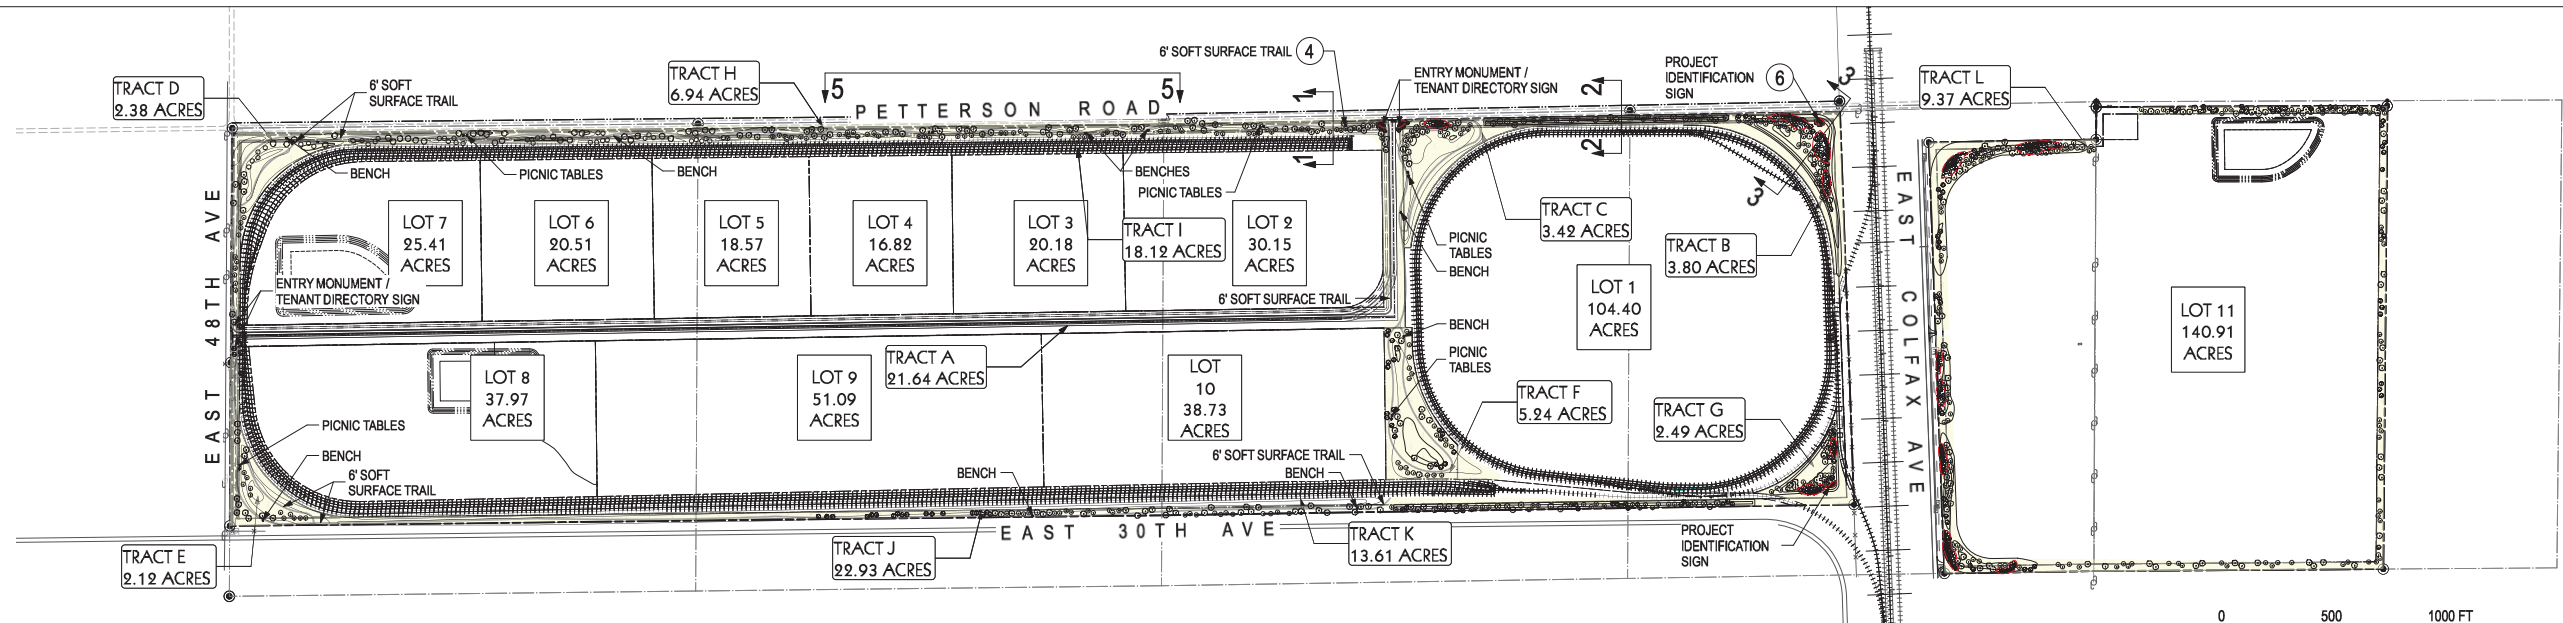 TRACT D
2.38 ACRES
6' SOFT
SURFACE TRAIL
TRACT H
6.94 ACRES
5
5
PETTERSON ROAD
6' SOFT SURFACE TRAIL
4
1
1
ENTRY MONUMENT /
TENANT DIRECTORY SIGN
2
2
PROJECT
IDENTIFICATION
SIGN
6
3
3
TRACT L
9.37 ACRES
BENCH
PICNIC TABLES
BENCH
BENCHES
PICNIC TABLES
EAST 48TH AVE
LOT 7
25.41
ACRES
LOT 6
20.51
ACRES
LOT 5
18.57
ACRES
LOT 4
16.82
ACRES
LOT 3
20.18
ACRES
TRACT I
18.12 ACRES
LOT 2
30.15
ACRES
PICNIC
TABLES
BENCH
TRACT C
3.42 ACRES
TRACT B
3.80 ACRES
LOT 1
104.40
ACRES
EAST COLFAX AVE
LOT 11
140.91
ACRES
ENTRY MONUMENT /
TENANT DIRECTORY SIGN
6' SOFT SURFACE TRAIL
BENCH
PICNIC
TABLES
TRACT A
21.64 ACRES
LOT 8
37.97
ACRES
LOT 9
51.09
ACRES
LOT
10
38.73
ACRES
TRACT F
5.24 ACRES
TRACT G
2.49 ACRES
PICNIC TABLES
BENCH
6' SOFT
SURFACE TRAIL
BENCH
6' SOFT SURFACE TRAIL
BENCH
EAST 30TH AVE
TRACT E
2.12 ACRES
TRACT J
22.93 ACRES
TRACT K
13.61 ACRES
PROJECT
IDENTIFICATION
SIGN
0 500 1000 FT